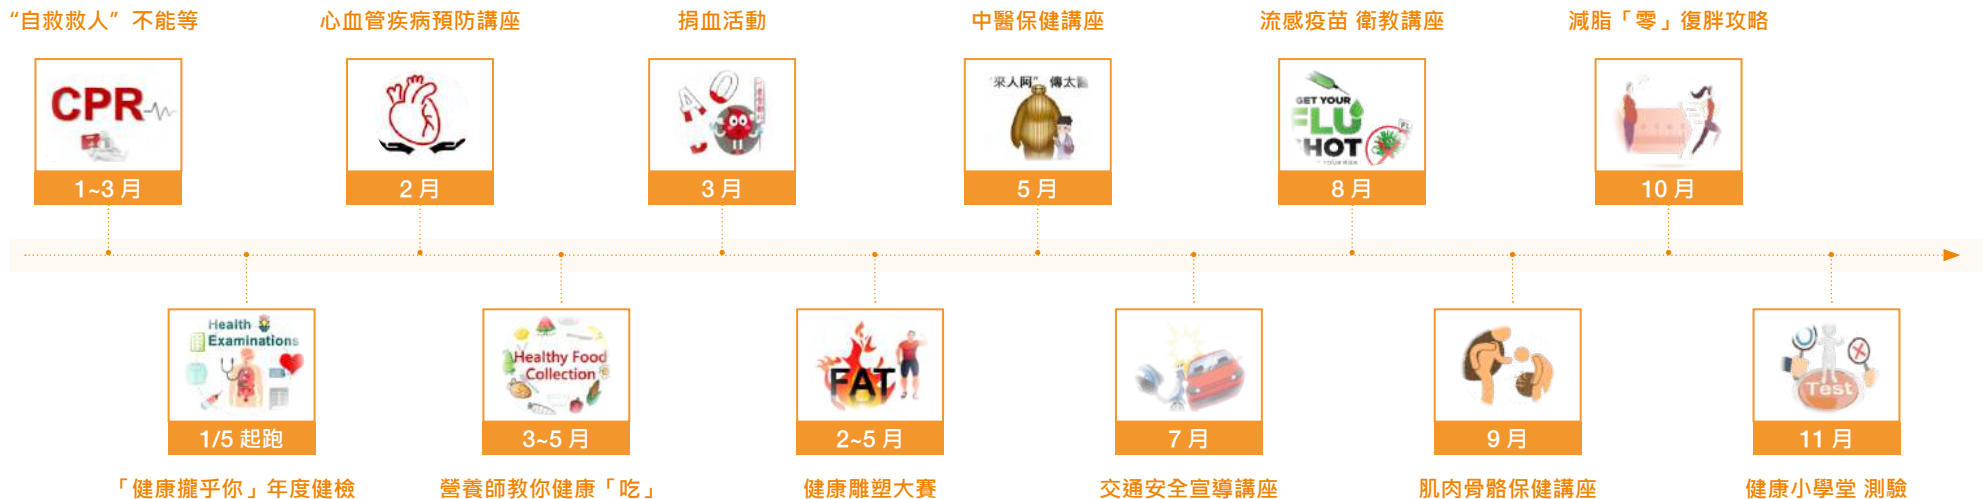 “自救救人”不能等
心血管疾病預防講座
捐血活動
中醫保健講座
流感疫苗 衛教講座
減脂「零」復胖攻略
CPR
A O
"來人阿" 傳太醫
GET YOUR
FLU
SHOT
1~3 月
2 月
3 月
5 月
8 月
10 月
Health
Examinations
Healthy Food
Collection
FAT
Test
1/5 起跑
3~5 月
2~5 月
7 月
9 月
11 月
「健康攏乎你」年度健檢
營養師教你健康「吃」
健康雕塑大賽
交通安全宣導講座
肌肉骨骼保健講座
健康小學堂 測驗